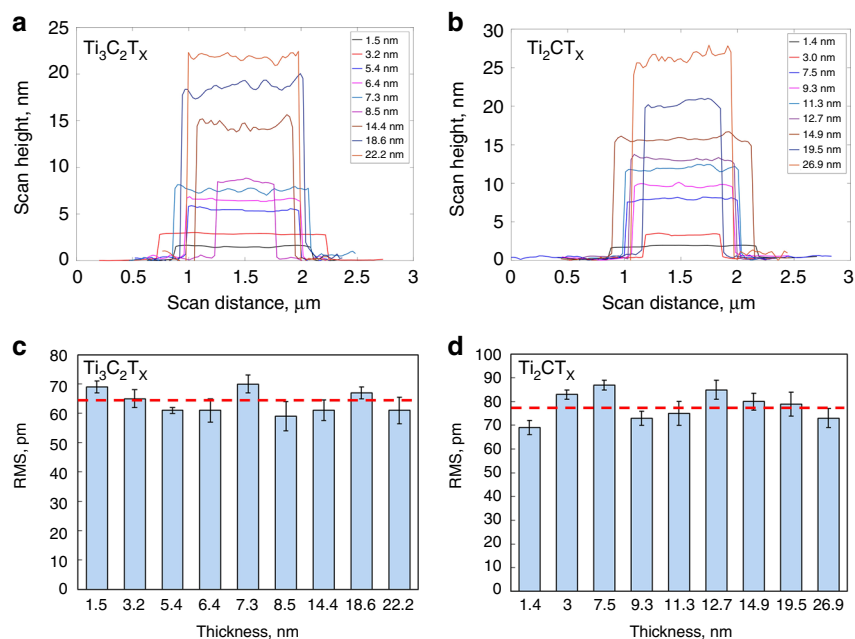 a
Ti3C2TX
25
20
15
10
5
0
Scan height, nm
0 0.5 1 1.5 2 2.5 3
Scan distance, μm
1.5 nm
3.2 nm
5.4 nm
6.4 nm
7.3 nm
8.5 nm
14.4 nm
18.6 nm
22.2 nm
b
Ti2CTX
30
25
20
15
10
5
0
Scan height, nm
0 0.5 1 1.5 2 2.5 3
Scan distance, μm
1.4 nm
3.0 nm
7.5 nm
9.3 nm
11.3 nm
12.7 nm
14.9 nm
19.5 nm
26.9 nm
c
Ti3C2TX
80
70
60
50
40
30
20
10
0
RMS, pm
1.5 3.2 5.4 6.4 7.3 8.5 14.4 18.6 22.2
Thickness, nm
d
Ti2CTX
100
90
80
70
60
50
40
30
20
10
0
RMS, pm
1.4 3 7.5 9.3 11.3 12.7 14.9 19.5 26.9
Thickness, nm